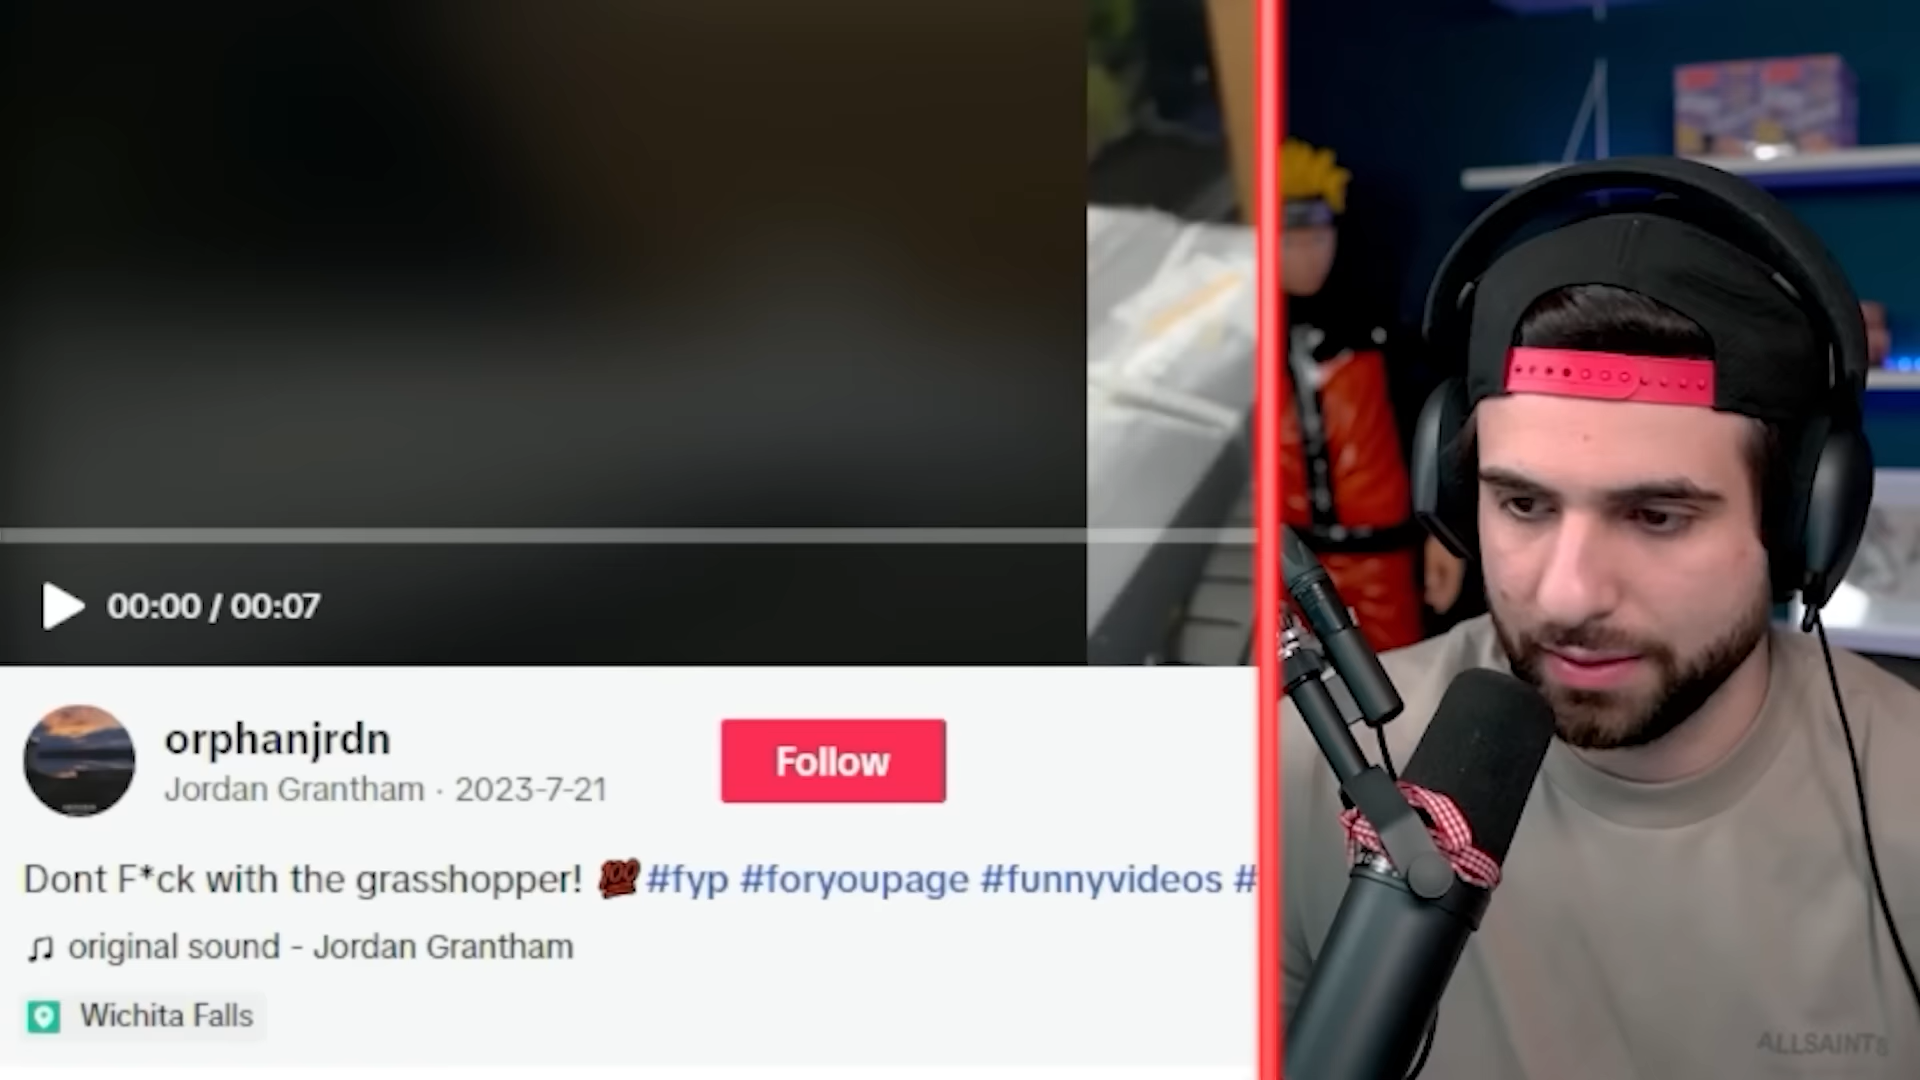 00:00 / 00:07
orphanjrdn
Jordan Grantham · 2023-7-21
Follow
Dont F*ck with the grasshopper! 💯 #fyp #foryoupage #funnyvideos #
original sound - Jordan Grantham
Wichita Falls
ALLSAINTS